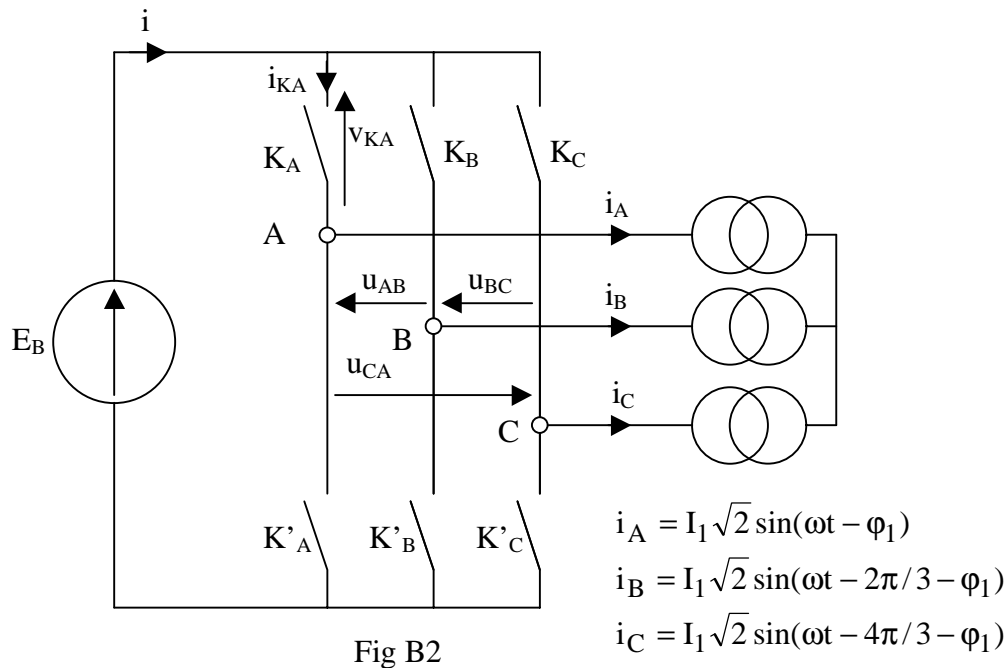 i
i_KA
v_KA
K_A
K_B
K_C
i_A
A
u_AB
u_BC
i_B
E_B
B
u_CA
i_C
C
K'_A
K'_B
K'_C
i_A = I_1√2 sin(ωt − φ_1)
i_B = I_1√2 sin(ωt − 2π/3 − φ_1)
i_C = I_1√2 sin(ωt − 4π/3 − φ_1)
Fig B2